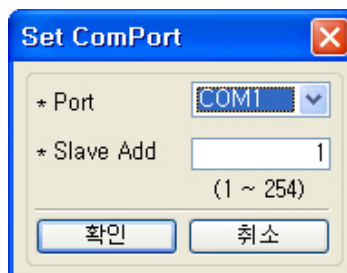 Set ComPort
* Port COM1
* Slave Add 1
(1 ~ 254)
확인 취소